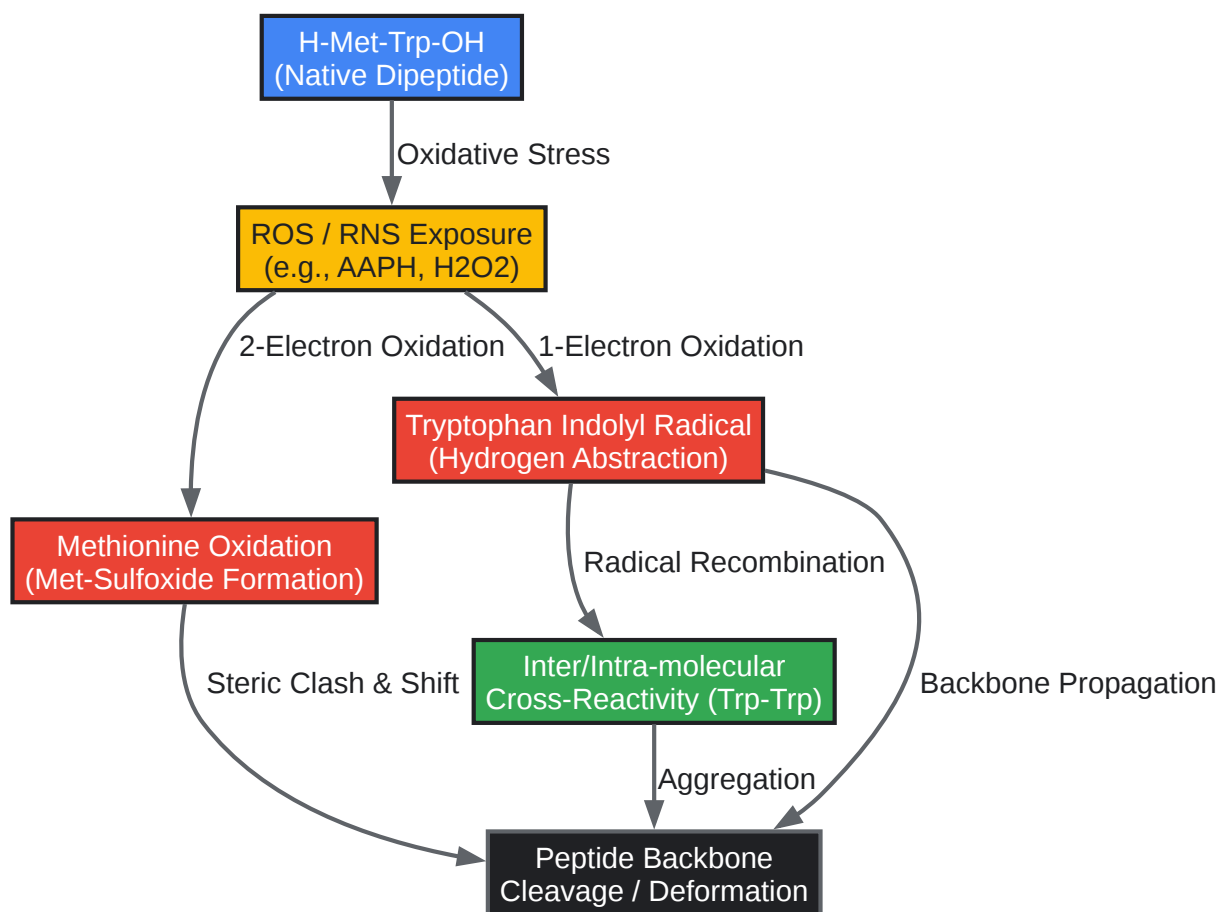 H-Met-Trp-OH
(Native Dipeptide)
Oxidative Stress
ROS / RNS Exposure
(e.g., AAPH, H2O2)
2-Electron Oxidation
1-Electron Oxidation
Tryptophan Indolyl Radical
(Hydrogen Abstraction)
Methionine Oxidation
(Met-Sulfoxide Formation)
Radical Recombination
Steric Clash & Shift
Inter/Intra-molecular
Cross-Reactivity (Trp-Trp)
Backbone Propagation
Aggregation
Peptide Backbone
Cleavage / Deformation